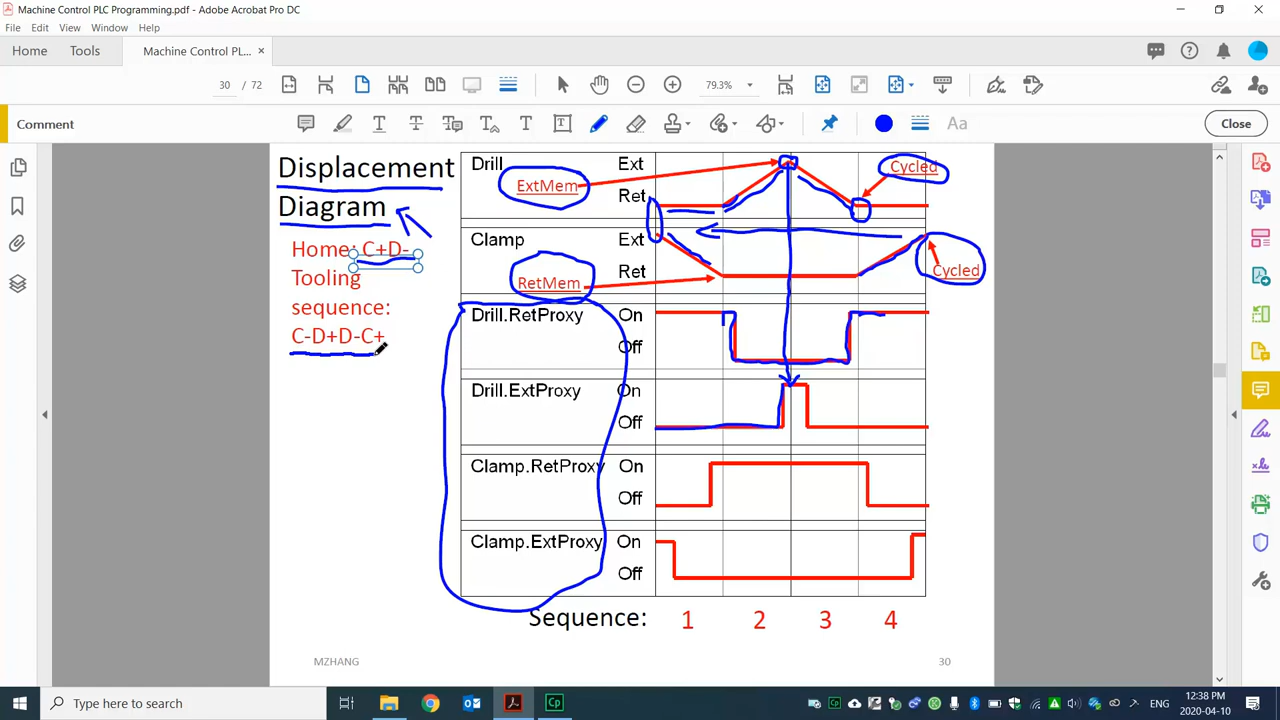 Machine Control PLC Programming.pdf - Adobe Acrobat Pro DC
File Edit View Window Help
Home Tools Machine Control PL... ×
30 / 72 79.3%
Comment Aa Close
Displacement
Diagram
Home: C+D-
Tooling
sequence:
C-D+D-C+
Drill Ext
Ret
ExtMem
Cycled
Clamp Ext
Ret
RetMem
Cycled
Drill.RetProxy On
Off
Drill.ExtProxy On
Off
Clamp.RetProxy On
Off
Clamp.ExtProxy On
Off
Sequence: 1 2 3 4
MZHANG 30
Type here to search
Cp
ENG
12:38 PM
2020-04-10